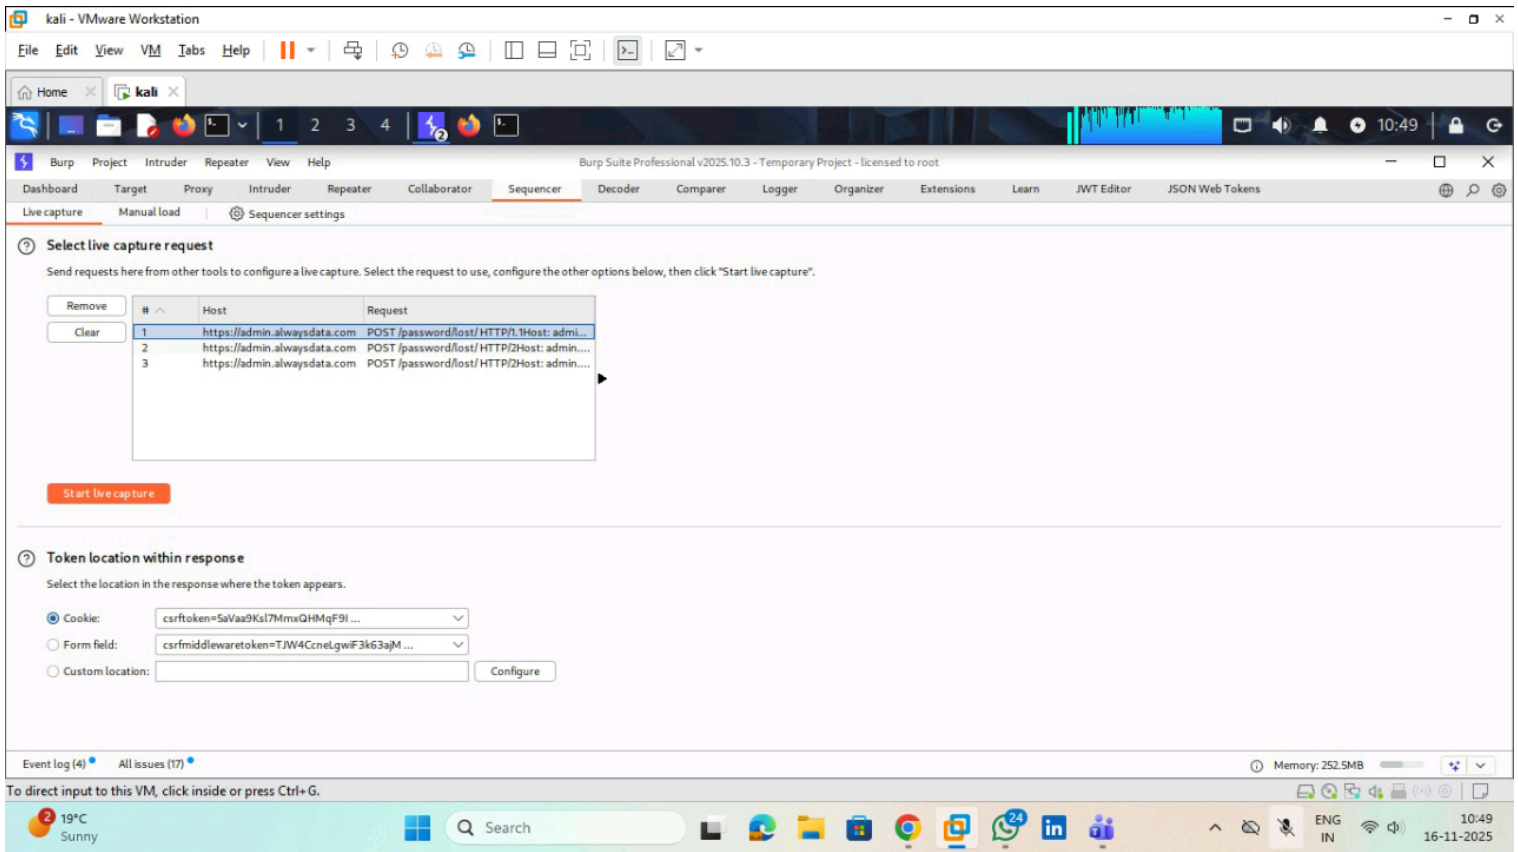 kali - VMware Workstation
File Edit View VM Tabs Help
Home
kali
1 2 3 4
2
10:49
Burp Project Intruder Repeater View Help
Burp Suite Professional v2025.10.3 - Temporary Project - licensed to root
Dashboard Target Proxy Intruder Repeater Collaborator Sequencer Decoder Comparer Logger Organizer Extensions Learn JWT Editor JSON Web Tokens
Live capture Manual load Sequencer settings
Select live capture request
Send requests here from other tools to configure a live capture. Select the request to use, configure the other options below, then click "Start live capture".
Remove
Clear
# Host Request
1 https://admin.alwaysdata.com POST /password/lost/ HTTP/1.1Host: admi...
2 https://admin.alwaysdata.com POST /password/lost/ HTTP/2Host: admin....
3 https://admin.alwaysdata.com POST /password/lost/ HTTP/2Host: admin....
Start live capture
Token location within response
Select the location in the response where the token appears.
Cookie: csrftoken=5aVaa9Ksl7MmxQHMqF9I ...
Form field: csrfmiddlewaretoken=TJW4CcneLgwiF3k63ajM ...
Custom location: Configure
Event log (4) All issues (17) Memory: 252.5MB
To direct input to this VM, click inside or press Ctrl+G.
2
19°C
Sunny
Search
24
in
ENG
IN
10:49
16-11-2025